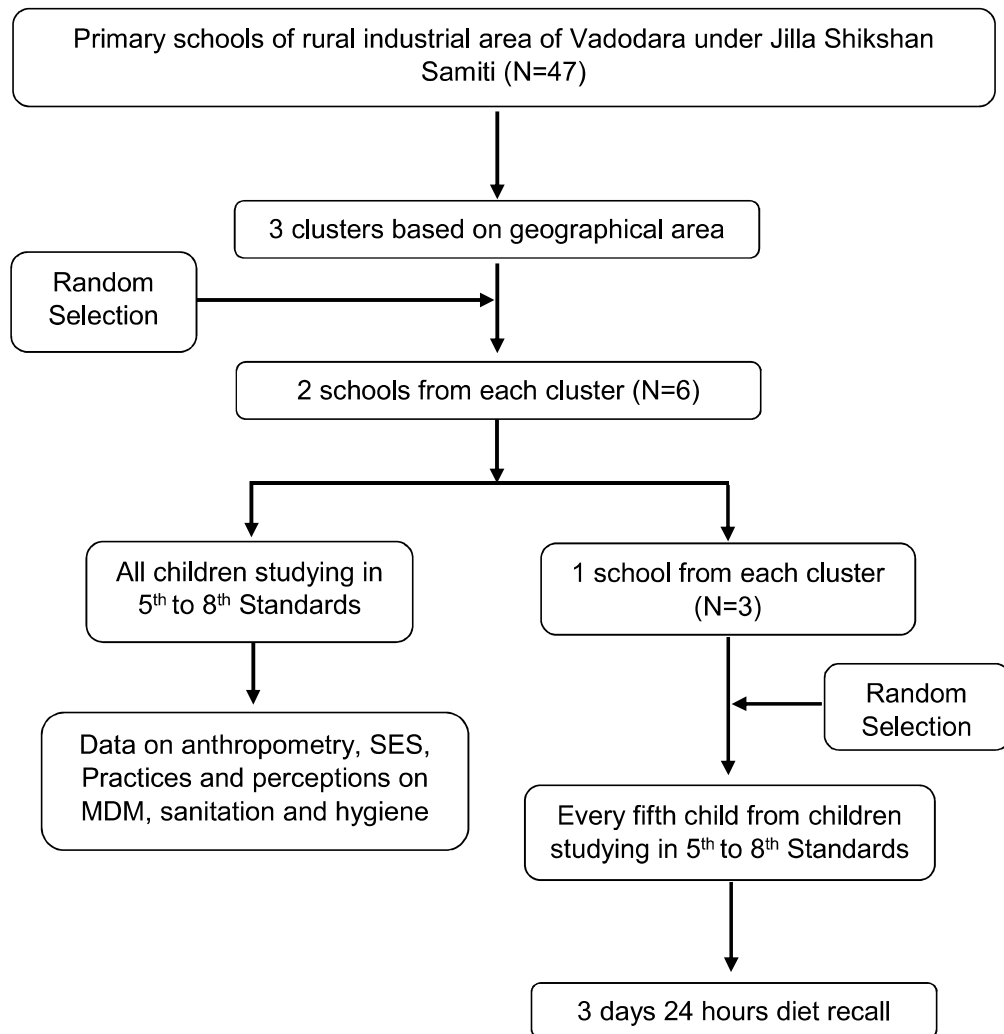 Primary schools of rural industrial area of Vadodara under Jilla Shikshan
Samiti (N=47)
3 clusters based on geographical area
Random
Selection
2 schools from each cluster (N=6)
All children studying in
5th to 8th Standards
1 school from each cluster
(N=3)
Random
Selection
Data on anthropometry, SES,
Practices and perceptions on
MDM, sanitation and hygiene
Every fifth child from children
studying in 5th to 8th Standards
3 days 24 hours diet recall